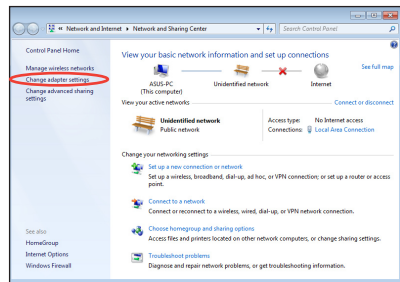 « Network and Internet ▸ Network and Sharing Center
Search Control Panel
Control Panel Home
Manage wireless networks
Change adapter settings
Change advanced sharing
settings
See also
HomeGroup
Internet Options
Windows Firewall
View your basic network information and set up connections
See full map
ASUS-PC
(This computer)
Unidentified network
Internet
View your active networks
Connect or disconnect
Unidentified network
Public network
Access type: No Internet access
Connections: Local Area Connection
Change your networking settings
Set up a new connection or network
Set up a wireless, broadband, dial-up, ad hoc, or VPN connection; or set up a router or access
point.
Connect to a network
Connect or reconnect to a wireless, wired, dial-up, or VPN network connection.
Choose homegroup and sharing options
Access files and printers located on other network computers, or change sharing settings.
Troubleshoot problems
Diagnose and repair network problems, or get troubleshooting information.